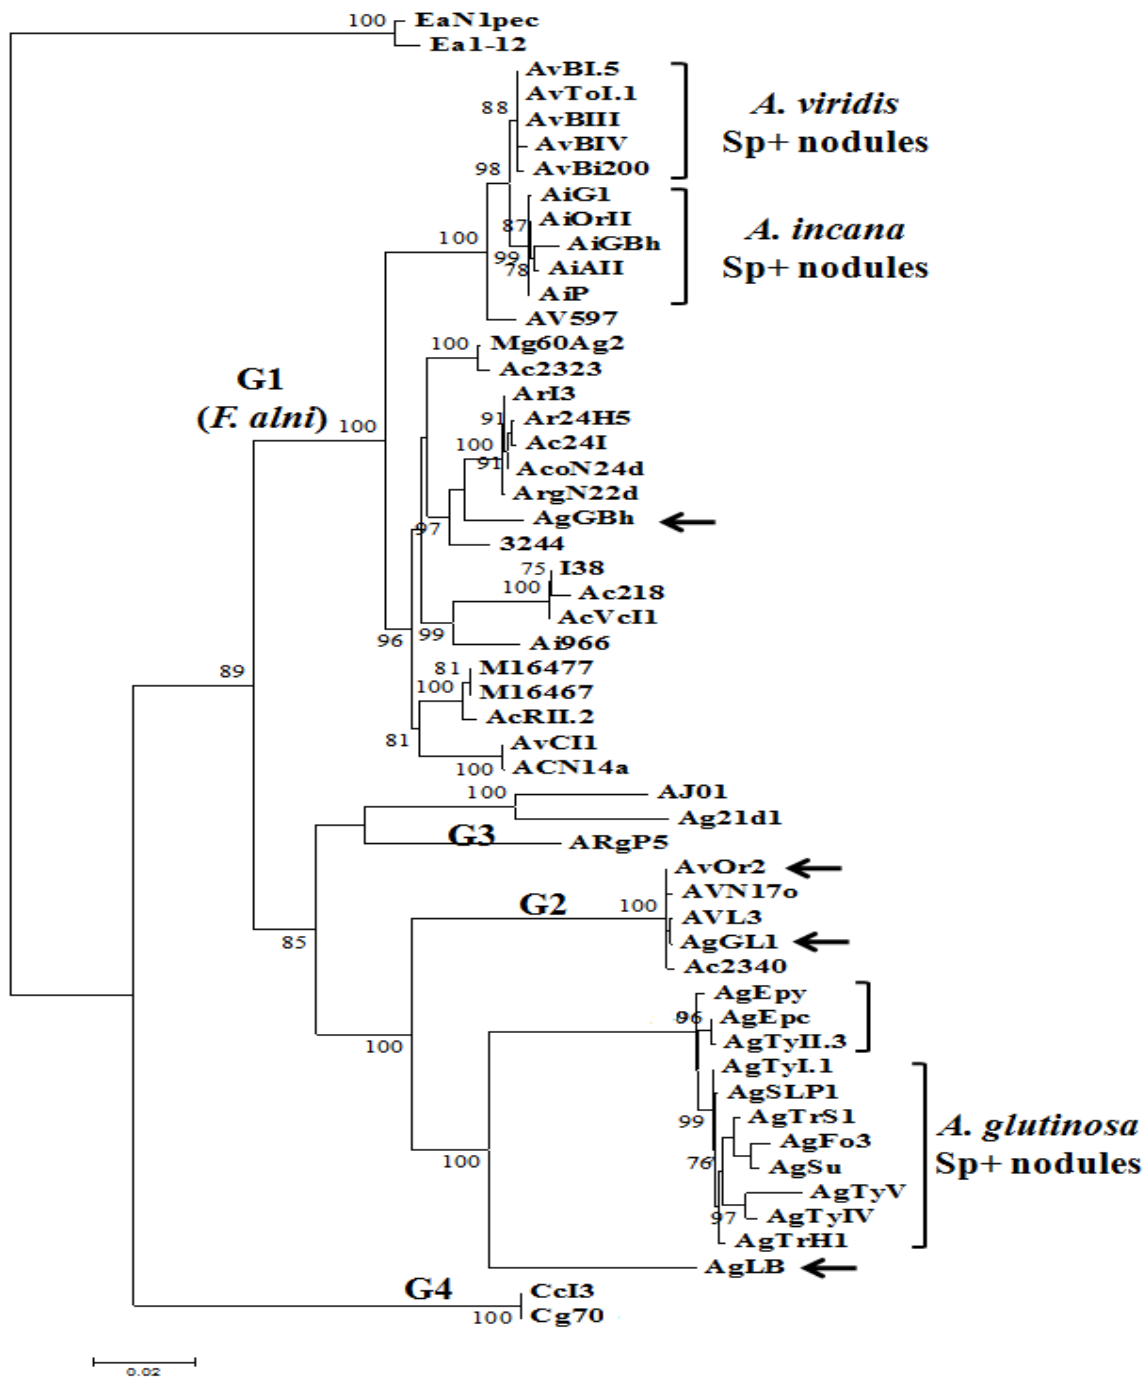 100 EaN1pec
Ea1-12
AvBI.5
AvToI.1
88
AvBIII
AvBIV
AvBi200
A. viridis
Sp+ nodules
98
AiG1
87 AiOrII
AiGBh
99
78 AiAII
AiP
A. incana
Sp+ nodules
100
AV597
100 Mg60Ag2
Ac2323
G1
(F. alni) 100
ArI3
91 Ar24H5
100 Ac24I
91 AcoN24d
ArgN22d
AgGBh
97
3244
75 I38
100 Ac218
AcVcI1
99
Ai966
96
81 M16477
100 M16467
AcRII.2
81
AvCI1
100 ACN14a
89
100 AJ01
Ag21d1
G3 ARgP5
AvOr2
AVN17o
G2 100
AVL3
AgGL1
Ac2340
85
AgEpy
96 AgEpc
AgTyII.3
100
AgTyI.1
AgSLP1
99
AgTrS1
AgFo3
76
AgSu
AgTyV
97 AgTyIV
AgTrH1
A. glutinosa
Sp+ nodules
100
AgLB
G4 CcI3
100 Cg70
0.02